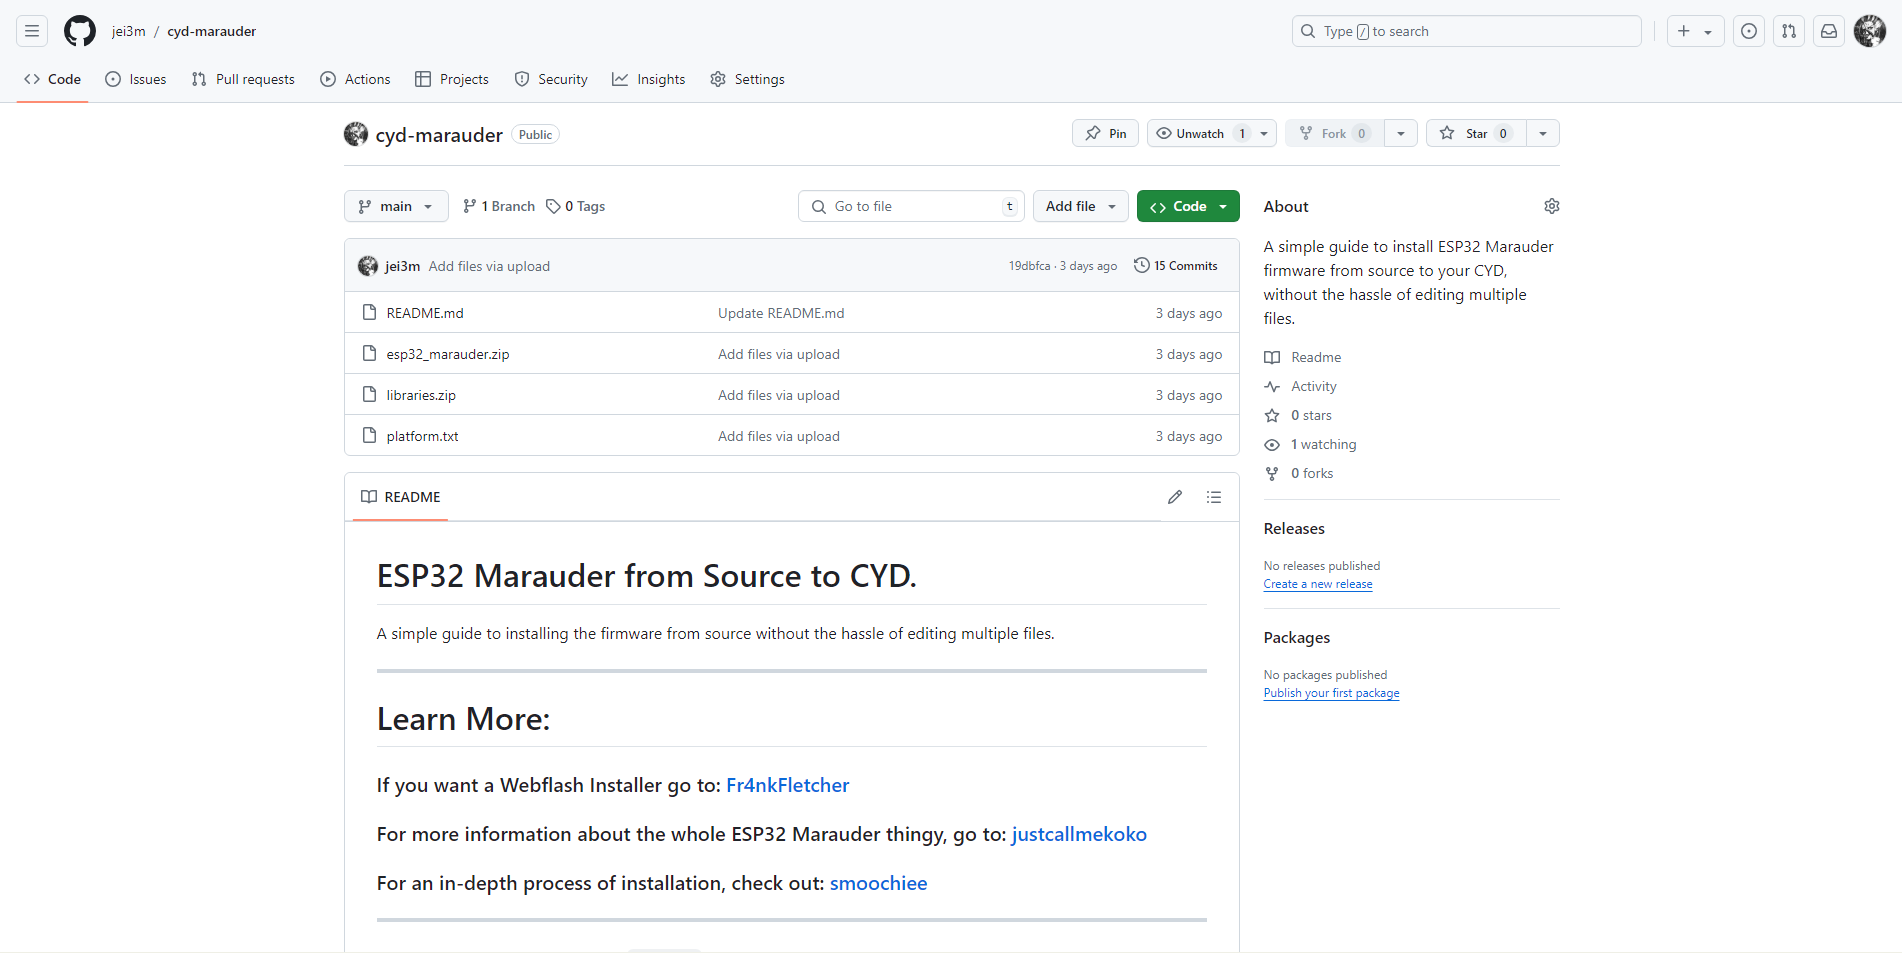 jei3m / cyd-marauder
Type / to search
Code Issues Pull requests Actions Projects Security Insights Settings
cyd-marauder Public
Pin Unwatch 1 Fork 0 Star 0
main 1 Branch 0 Tags Go to file t Add file Code
jei3m Add files via upload 19dbfca · 3 days ago 15 Commits
README.md Update README.md 3 days ago
esp32_marauder.zip Add files via upload 3 days ago
libraries.zip Add files via upload 3 days ago
platform.txt Add files via upload 3 days ago
README
ESP32 Marauder from Source to CYD.
A simple guide to installing the firmware from source without the hassle of editing multiple files.
Learn More:
If you want a Webflash Installer go to: Fr4nkFletcher
For more information about the whole ESP32 Marauder thingy, go to: justcallmekoko
For an in-depth process of installation, check out: smoochiee
About
A simple guide to install ESP32 Marauder
firmware from source to your CYD,
without the hassle of editing multiple
files.
Readme
Activity
0 stars
1 watching
0 forks
Releases
No releases published
Create a new release
Packages
No packages published
Publish your first package